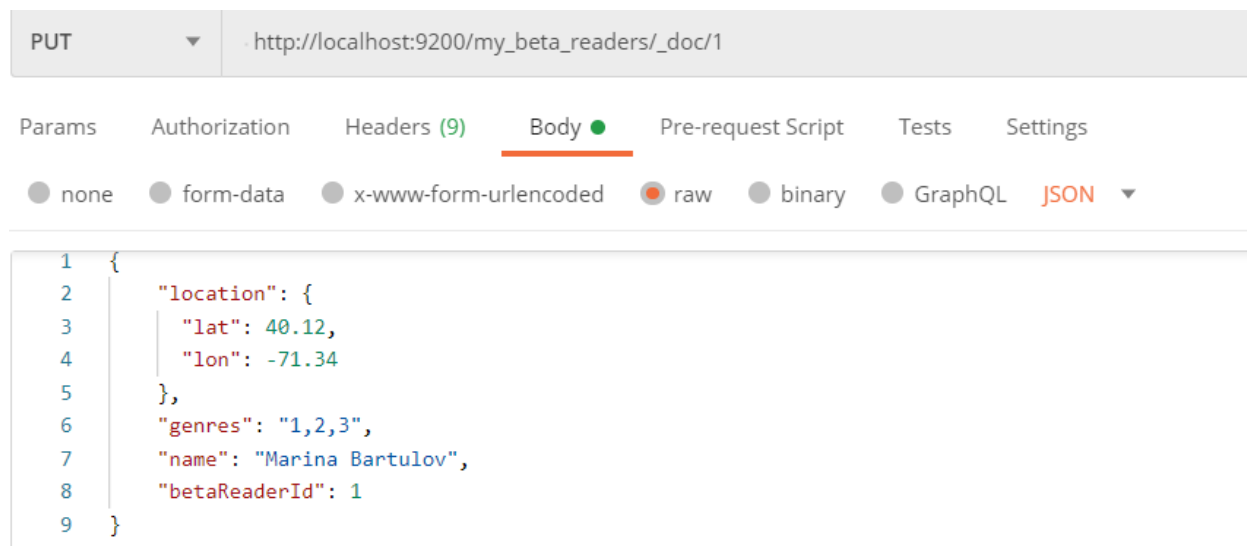 PUT http://localhost:9200/my_beta_readers/_doc/1
Params Authorization Headers (9) Body Pre-request Script Tests Settings
none form-data x-www-form-urlencoded raw binary GraphQL JSON
1 {
2 "location": {
3 "lat": 40.12,
4 "lon": -71.34
5 },
6 "genres": "1,2,3",
7 "name": "Marina Bartulov",
8 "betaReaderId": 1
9 }